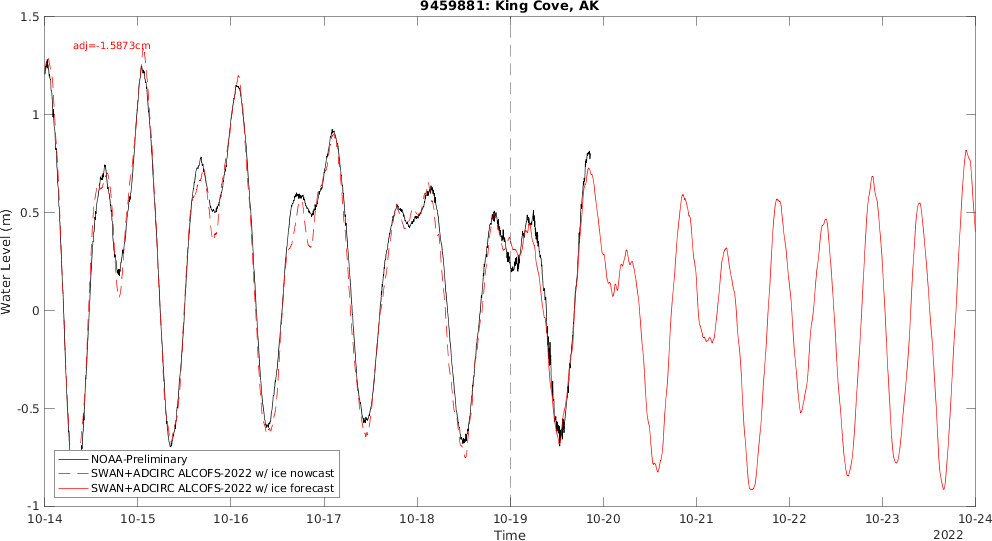 9459881: King Cove, AK
adj=-1.5873cm
Water Level (m)
1.5
1
0.5
0
-0.5
-1
NOAA-Preliminary
SWAN+ADCIRC ALCOFS-2022 w/ ice nowcast
SWAN+ADCIRC ALCOFS-2022 w/ ice forecast
10-14 10-15 10-16 10-17 10-18 10-19 10-20 10-21 10-22 10-23 10-24
Time
2022